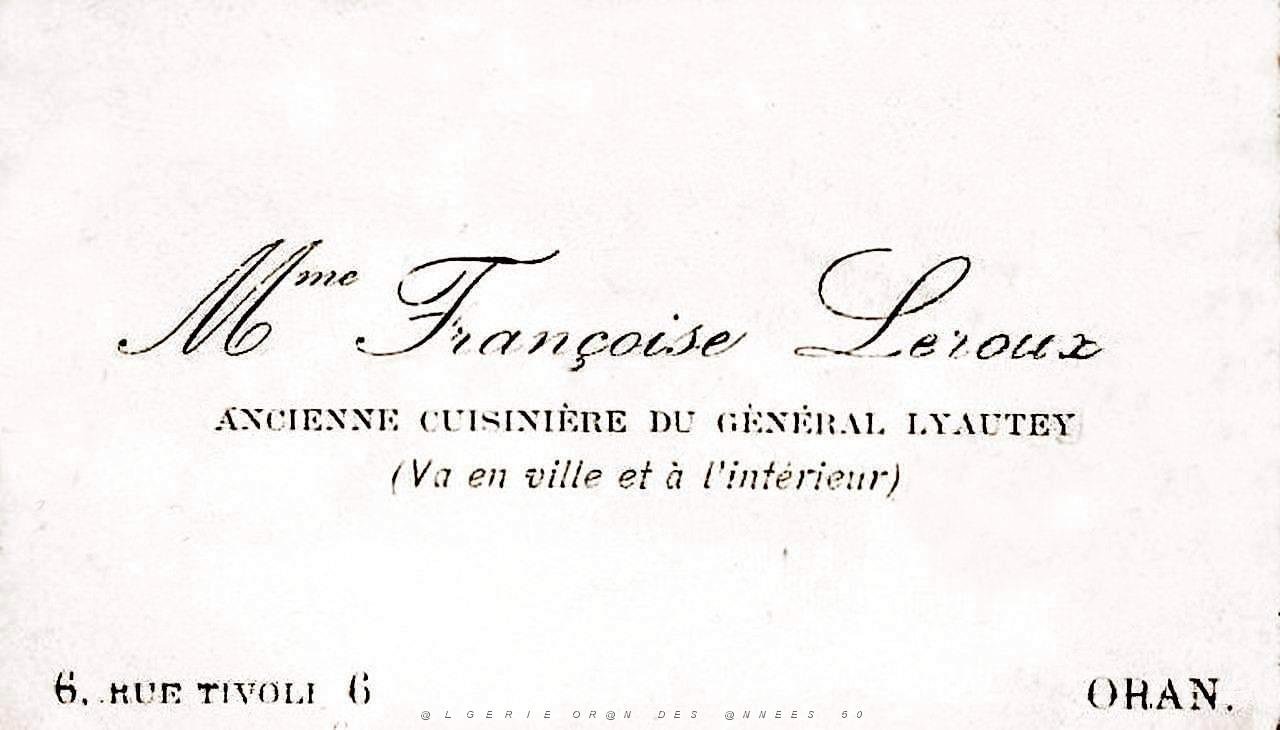 Mme Françoise Leroux
ANCIENNE CUISINIÈRE DU GÉNÉRAL LYAUTEY
(Va en ville et à l'intérieur)
6, RUE TIVOLI 6
ORAN.
@LGERIE OR@N DES @NNEES 50